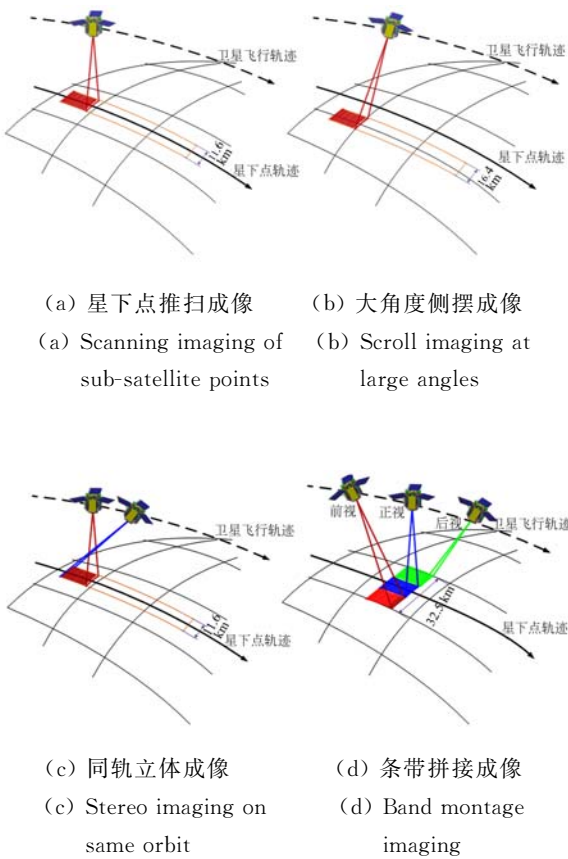 卫星飞行轨迹
11.6
km
星下点轨迹
卫星飞行轨迹
16.4
km
星下点轨迹
(a) 星下点推扫成像
(a) Scanning imaging of
sub-satellite points
(b) 大角度侧摆成像
(b) Scroll imaging at
large angles
卫星飞行轨迹
11.6
km
星下点轨迹
前视
正视
后视
卫星飞行轨迹
32.5 km
星下点轨迹
(c) 同轨立体成像
(c) Stereo imaging on
same orbit
(d) 条带拼接成像
(d) Band montage
imaging